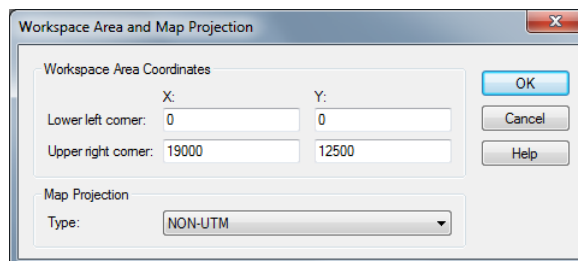 Workspace Area and Map Projection
Workspace Area Coordinates
X: Y:
Lower left corner: 0 0
Upper right corner: 19000 12500
Map Projection
Type: NON-UTM
OK
Cancel
Help